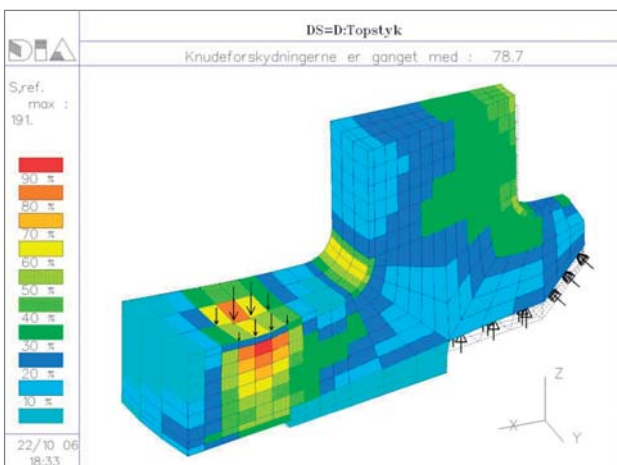 DIA
DS=D:Topstyk
Knudeforskydningerne er ganget med : 78.7
S,ref.
max :
191.
90 %
80 %
70 %
60 %
50 %
40 %
30 %
20 %
10 %
22/10 06
18:33
Z
X
Y